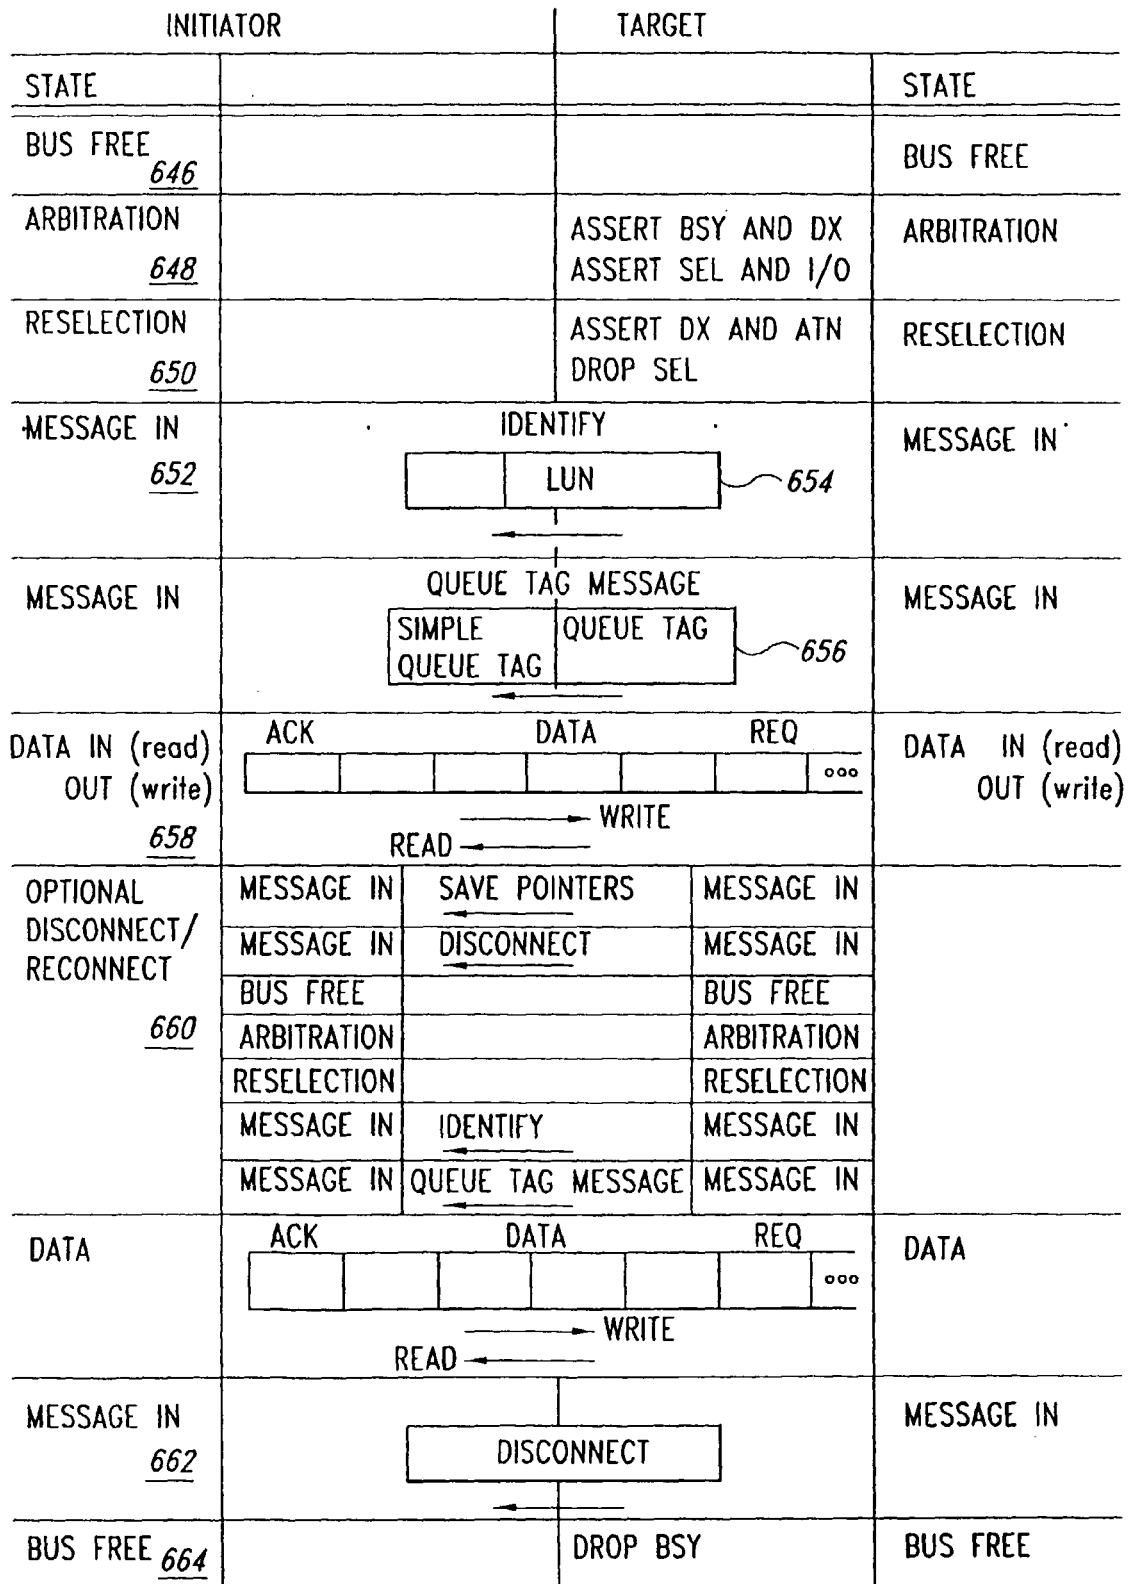 INITIATOR TARGET
STATE STATE
BUS FREE 646 BUS FREE
ARBITRATION ASSERT BSY AND DX ARBITRATION
648 ASSERT SEL AND I/O
RESELECTION ASSERT DX AND ATN RESELECTION
650 DROP SEL
MESSAGE IN IDENTIFY MESSAGE IN
652 LUN 654
MESSAGE IN QUEUE TAG MESSAGE MESSAGE IN
SIMPLE QUEUE TAG
QUEUE TAG 656
ACK DATA REQ
DATA IN (read) ooo DATA IN (read)
OUT (write) OUT (write)
WRITE
658 READ
OPTIONAL MESSAGE IN SAVE POINTERS MESSAGE IN
DISCONNECT/ MESSAGE IN DISCONNECT MESSAGE IN
RECONNECT
BUS FREE BUS FREE
660 ARBITRATION ARBITRATION
RESELECTION RESELECTION
MESSAGE IN IDENTIFY MESSAGE IN
MESSAGE IN QUEUE TAG MESSAGE MESSAGE IN
ACK DATA REQ
DATA ooo DATA
WRITE
READ
MESSAGE IN MESSAGE IN
662 DISCONNECT
BUS FREE 664 DROP BSY BUS FREE